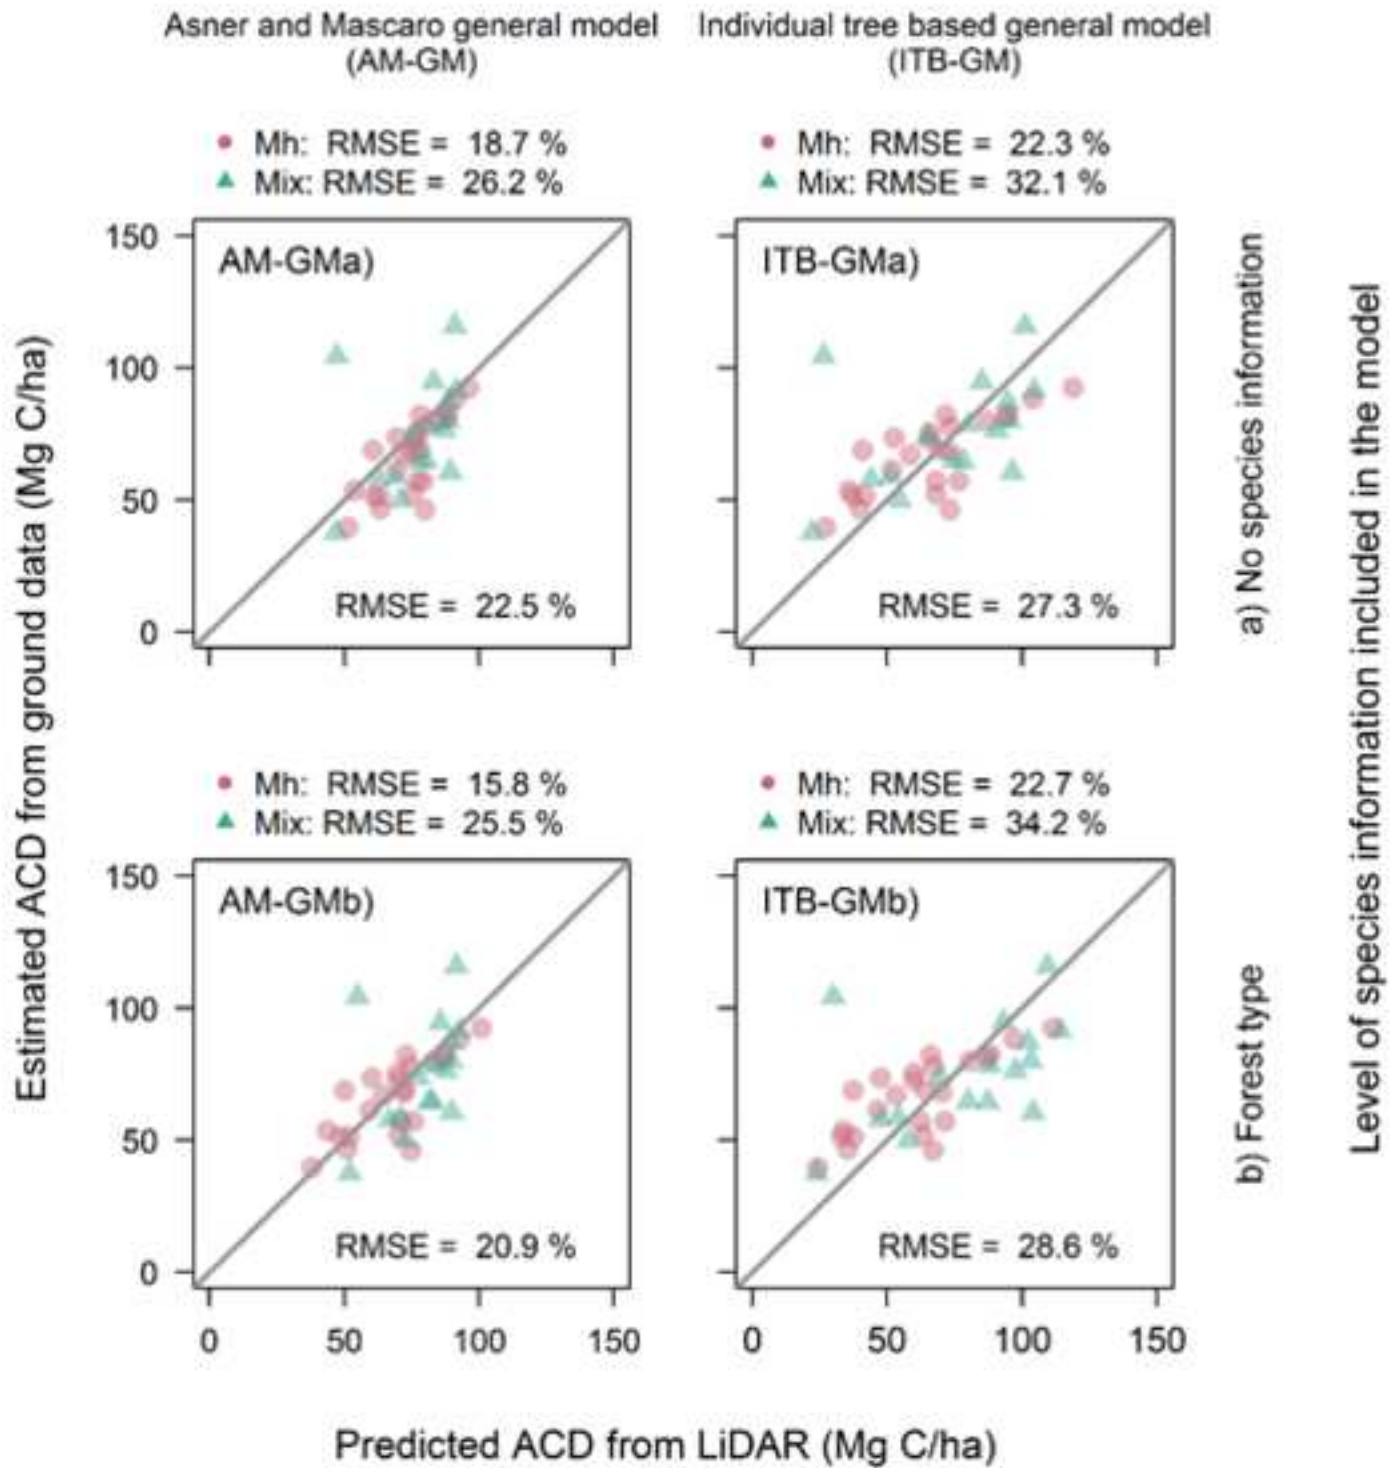 Asner and Mascaro general model
(AM-GM)
Individual tree based general model
(ITB-GM)
Mh: RMSE = 18.7 %
Mix: RMSE = 26.2 %
Mh: RMSE = 22.3 %
Mix: RMSE = 32.1 %
AM-GMa)
150
100
50
0
RMSE = 22.5 %
ITB-GMa)
RMSE = 27.3 %
a) No species information
Mh: RMSE = 15.8 %
Mix: RMSE = 25.5 %
Mh: RMSE = 22.7 %
Mix: RMSE = 34.2 %
AM-GMb)
150
100
50
0
RMSE = 20.9 %
0 50 100 150
ITB-GMb)
RMSE = 28.6 %
0 50 100 150
b) Forest type
Estimated ACD from ground data (Mg C/ha)
Level of species information included in the model
Predicted ACD from LiDAR (Mg C/ha)